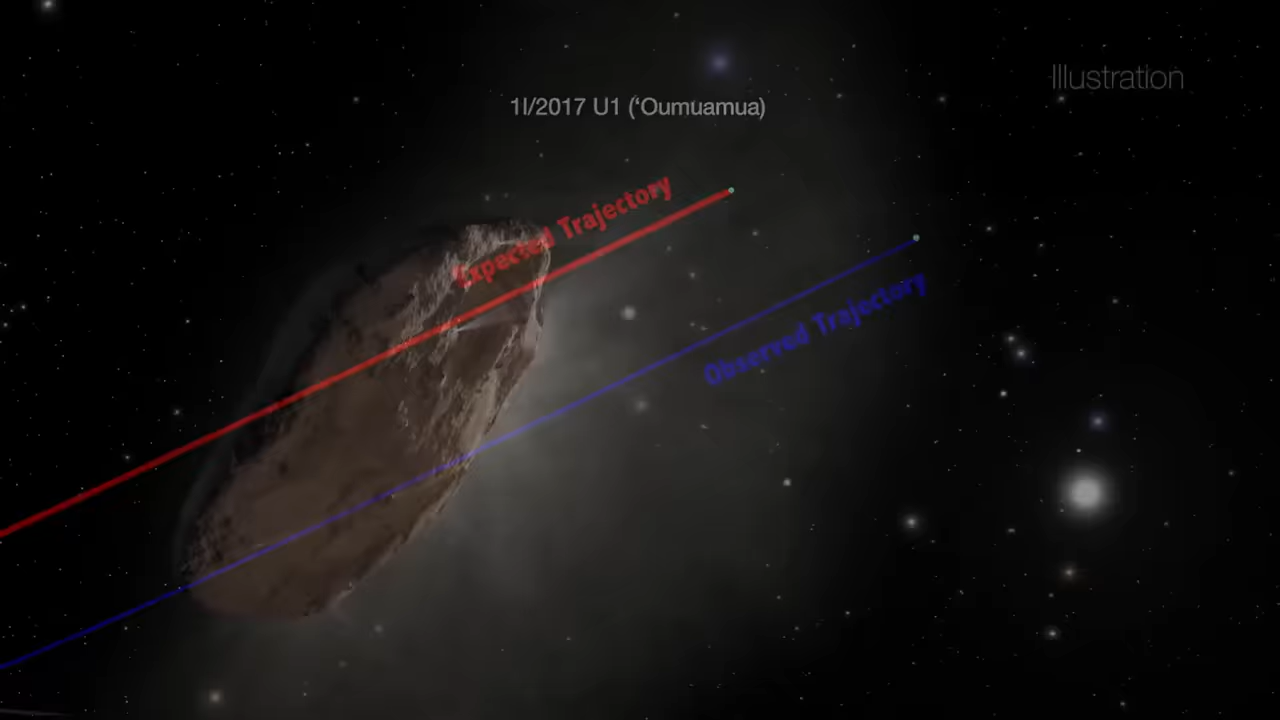 Illustration
1I/2017 U1 (‘Oumuamua)
Expected Trajectory
Observed Trajectory